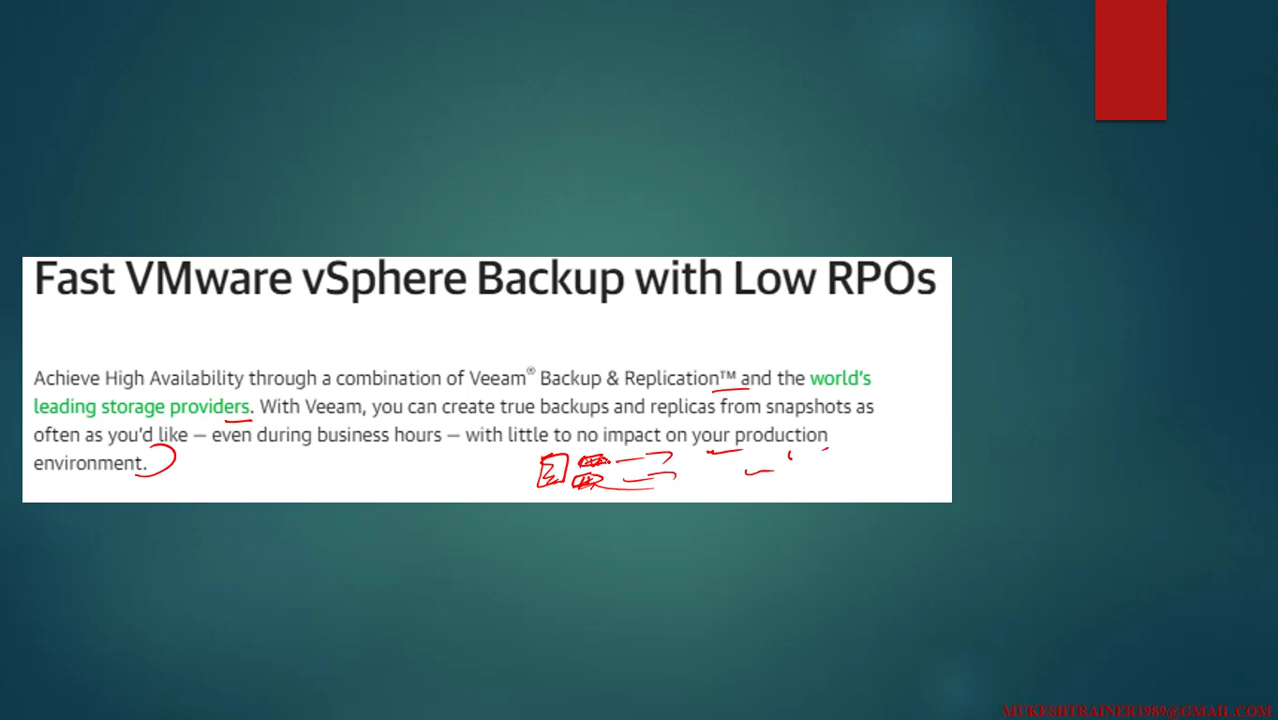 Fast VMware vSphere Backup with Low RPOs
Achieve High Availability through a combination of Veeam® Backup & Replication™ and the world's
leading storage providers. With Veeam, you can create true backups and replicas from snapshots as
often as you'd like — even during business hours — with little to no impact on your production
environment.
MUKESHTRAINER1989@GMAIL.COM